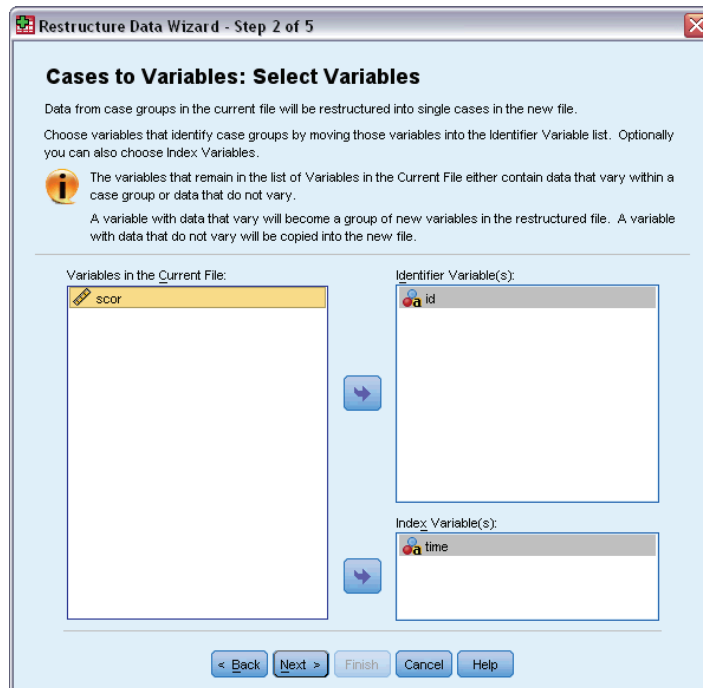 Restructure Data Wizard - Step 2 of 5
Cases to Variables: Select Variables
Data from case groups in the current file will be restructured into single cases in the new file.
Choose variables that identify case groups by moving those variables into the Identifier Variable list. Optionally
you can also choose Index Variables.
The variables that remain in the list of Variables in the Current File either contain data that vary within a
case group or data that do not vary.
A variable with data that vary will become a group of new variables in the restructured file. A variable
with data that do not vary will be copied into the new file.
Variables in the Current File:
scor
Identifier Variable(s):
id
Index Variable(s):
time
< Back
Next >
Finish
Cancel
Help